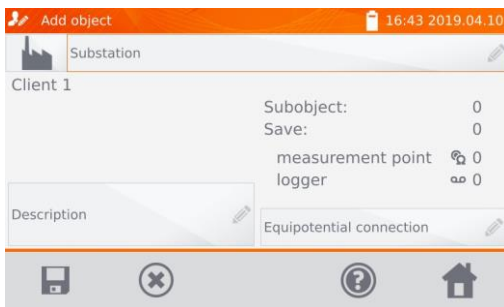 Add object
16:43 2019.04.10
Substation
Client 1
Subobject: 0
Save: 0
measurement point 0
logger 0
Description
Equipotential connection